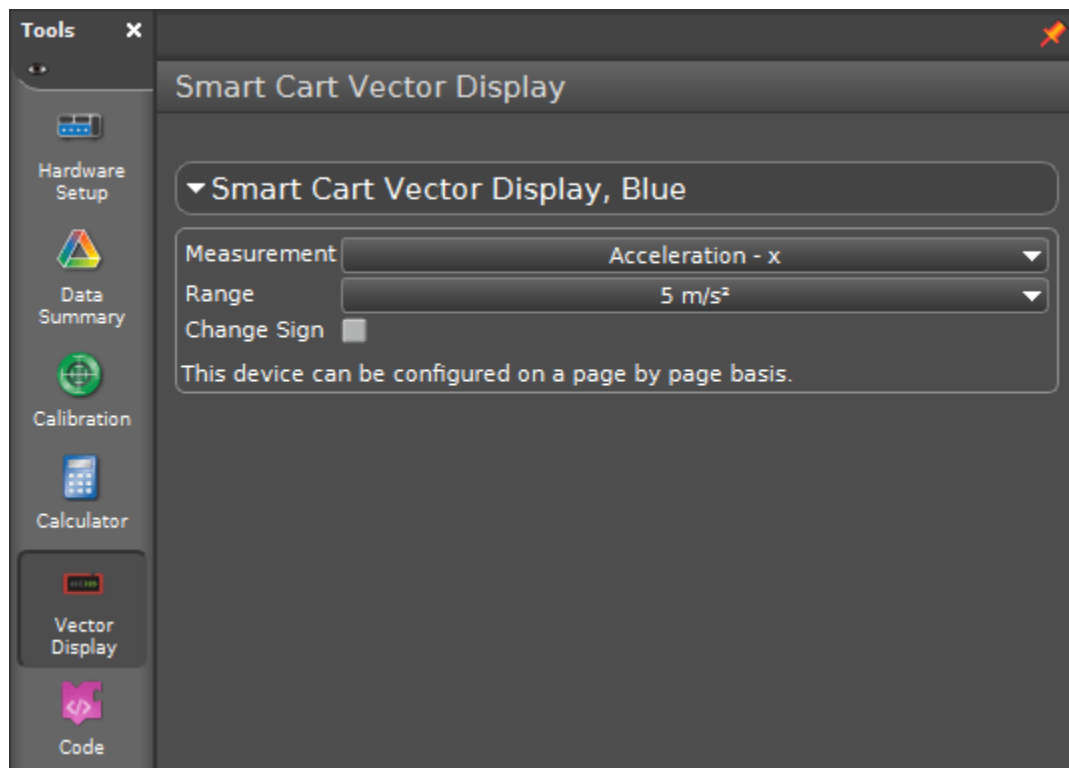 Tools
Hardware
Setup
Data
Summary
Calibration
Calculator
Vector
Display
Code
Smart Cart Vector Display
Smart Cart Vector Display, Blue
Measurement Acceleration - x
Range 5 m/s²
Change Sign
This device can be configured on a page by page basis.